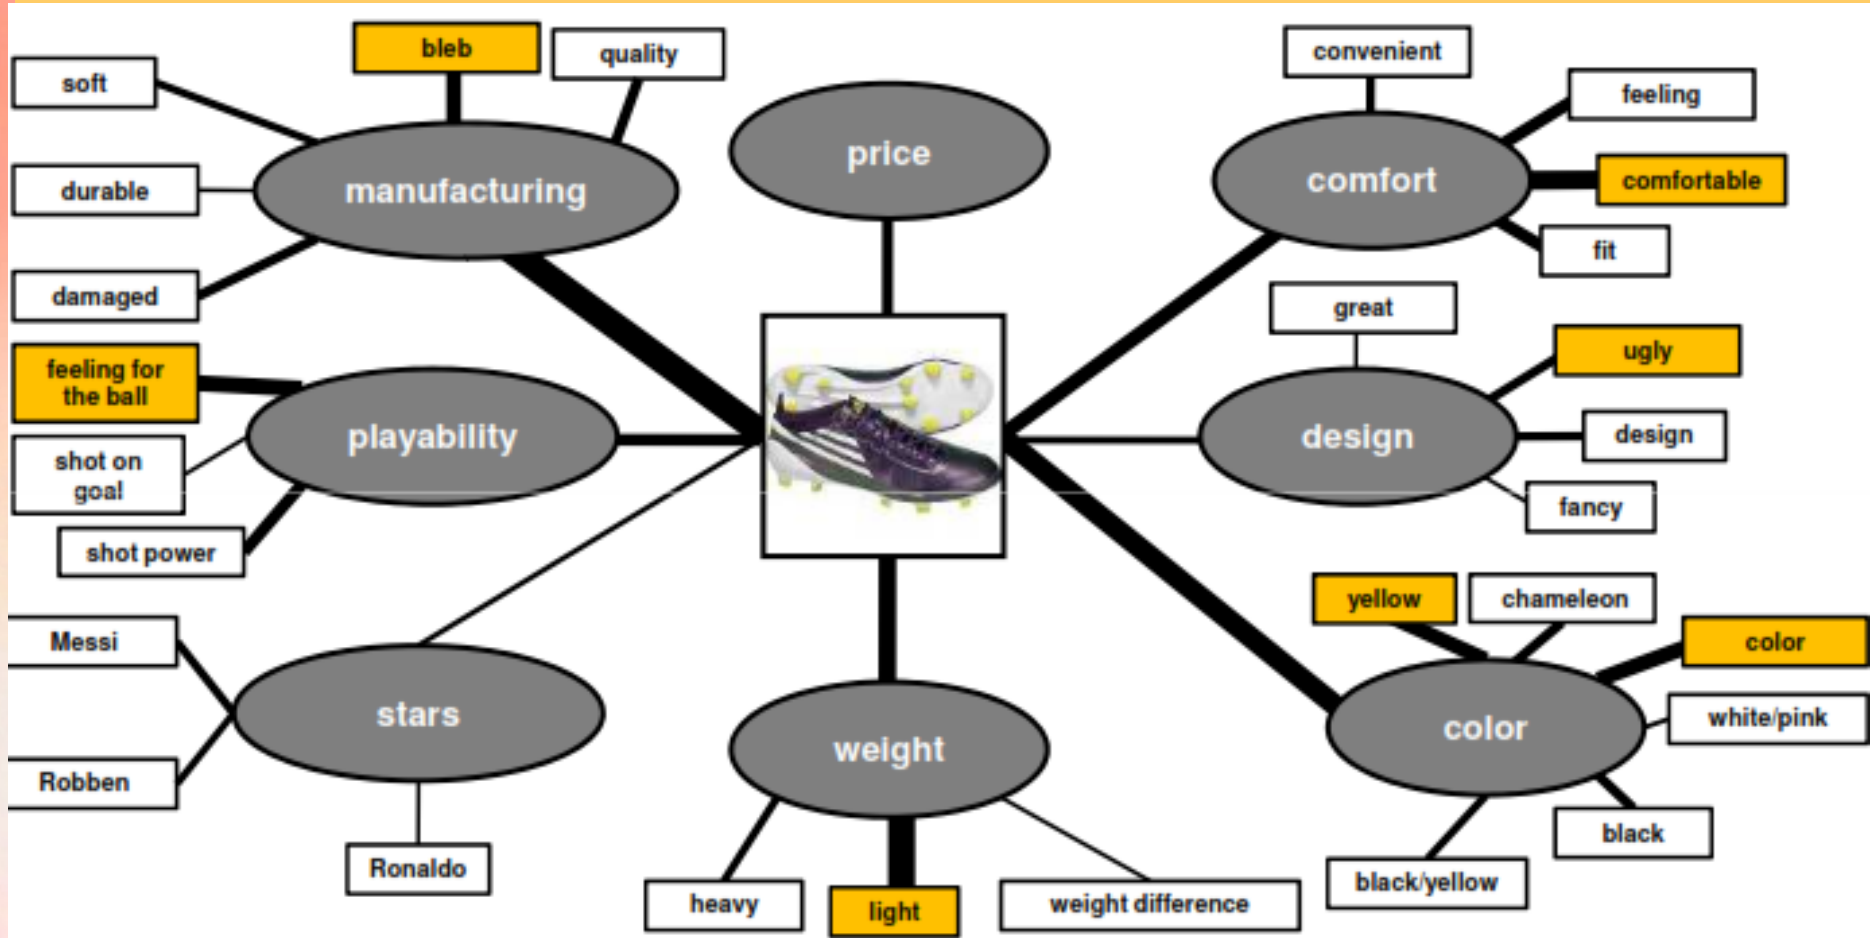 bleb
quality
soft
durable
damaged
manufacturing
price
convenient
feeling
comfort
comfortable
fit
feeling for
the ball
shot on
goal
shot power
playability
great
ugly
design
design
fancy
Messi
Robben
stars
Ronaldo
weight
heavy
light
weight difference
yellow
chameleon
color
color
white/pink
black
black/yellow